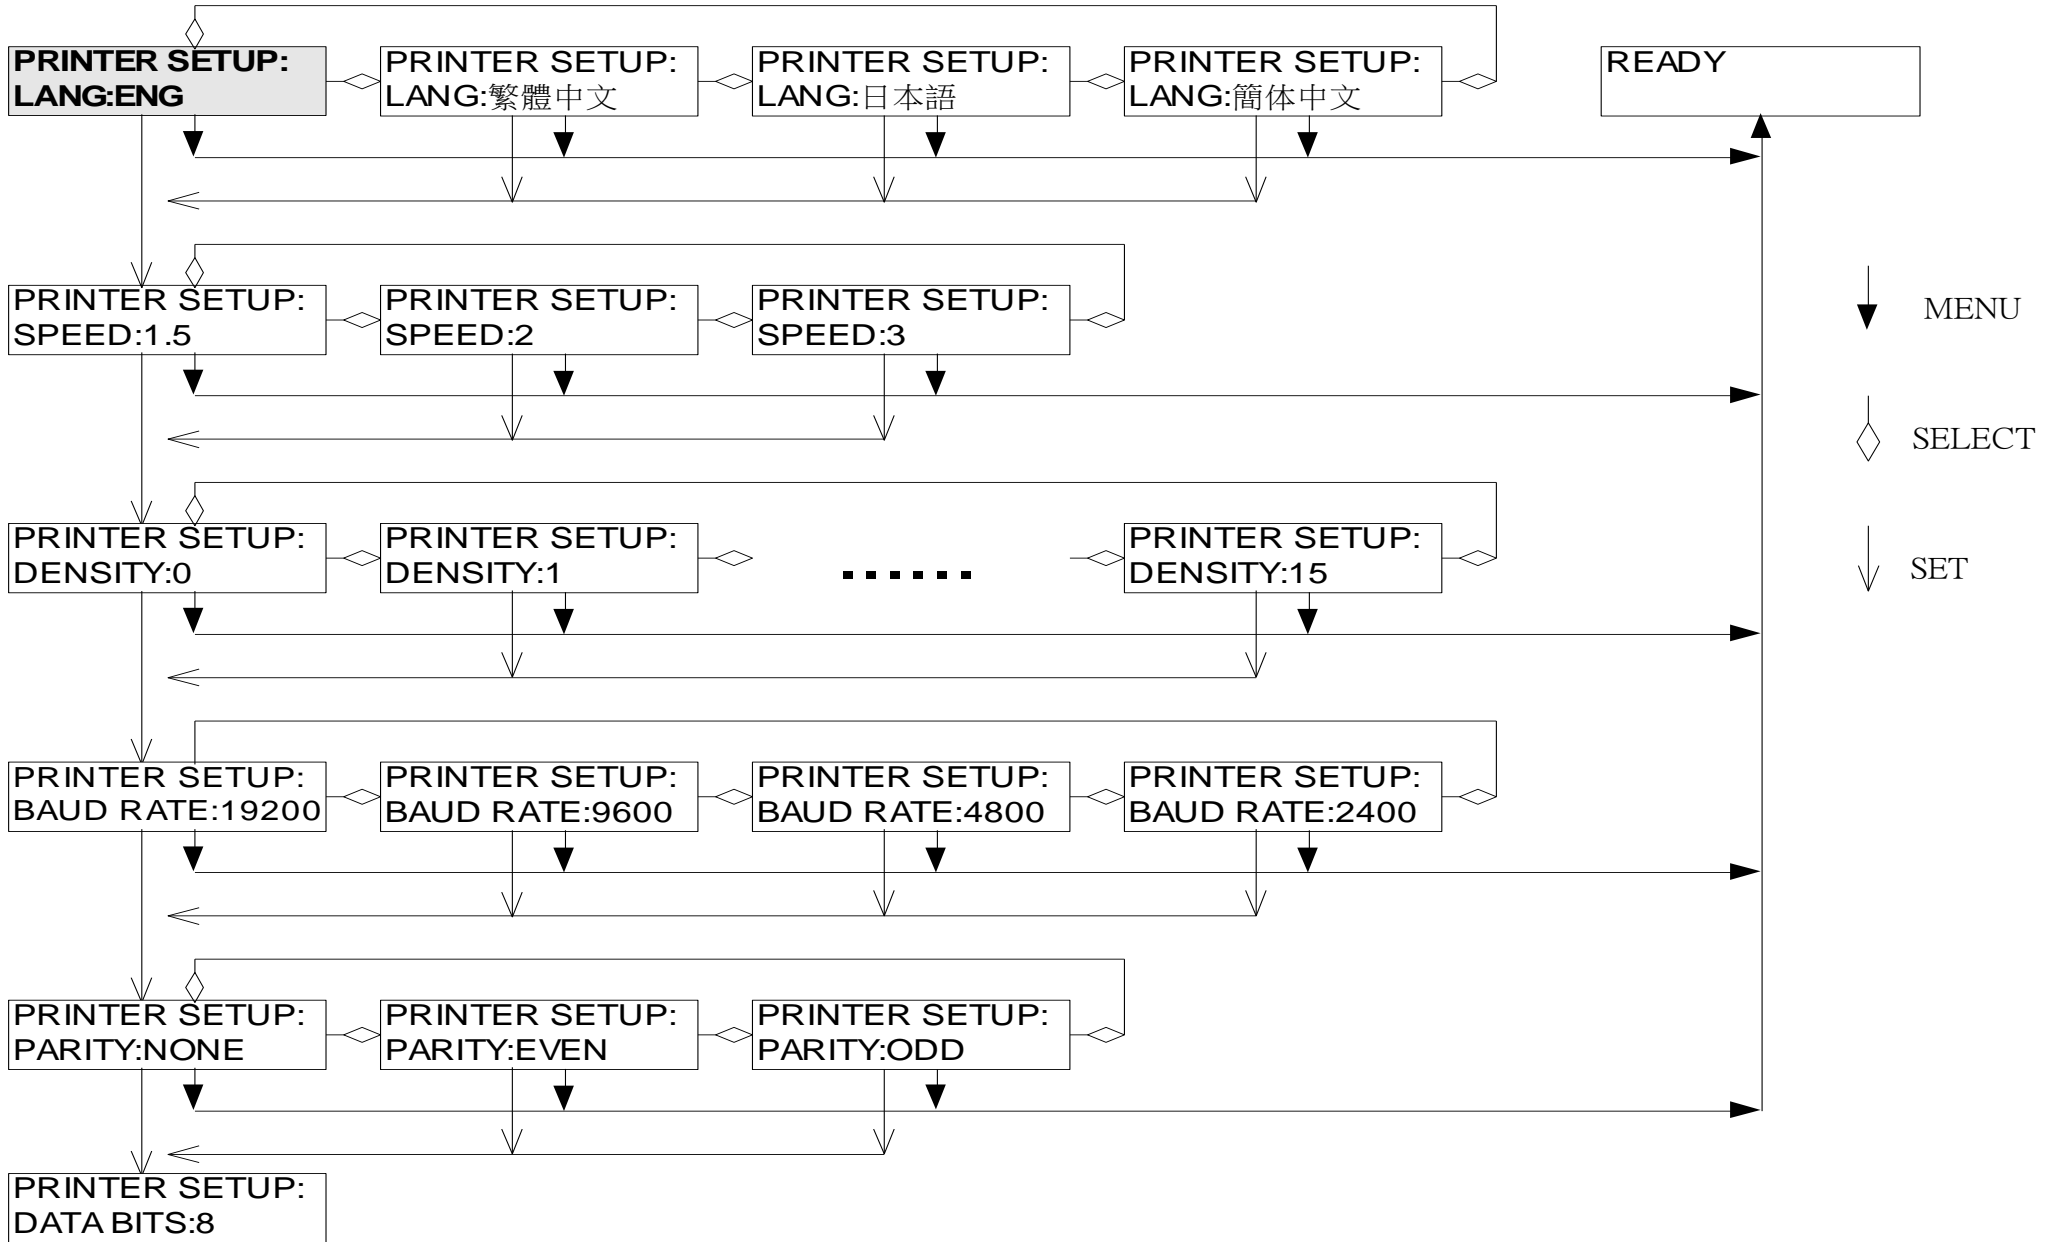 PRINTER SETUP:
LANG:ENG
PRINTER SETUP:
LANG:繁體中文
PRINTER SETUP:
LANG:日本語
PRINTER SETUP:
LANG:簡体中文
READY
PRINTER SETUP:
SPEED:1.5
PRINTER SETUP:
SPEED:2
PRINTER SETUP:
SPEED:3
MENU
SELECT
SET
PRINTER SETUP:
DENSITY:0
PRINTER SETUP:
DENSITY:1
......
PRINTER SETUP:
DENSITY:15
PRINTER SETUP:
BAUD RATE:19200
PRINTER SETUP:
BAUD RATE:9600
PRINTER SETUP:
BAUD RATE:4800
PRINTER SETUP:
BAUD RATE:2400
PRINTER SETUP:
PARITY:NONE
PRINTER SETUP:
PARITY:EVEN
PRINTER SETUP:
PARITY:ODD
PRINTER SETUP:
DATA BITS:8